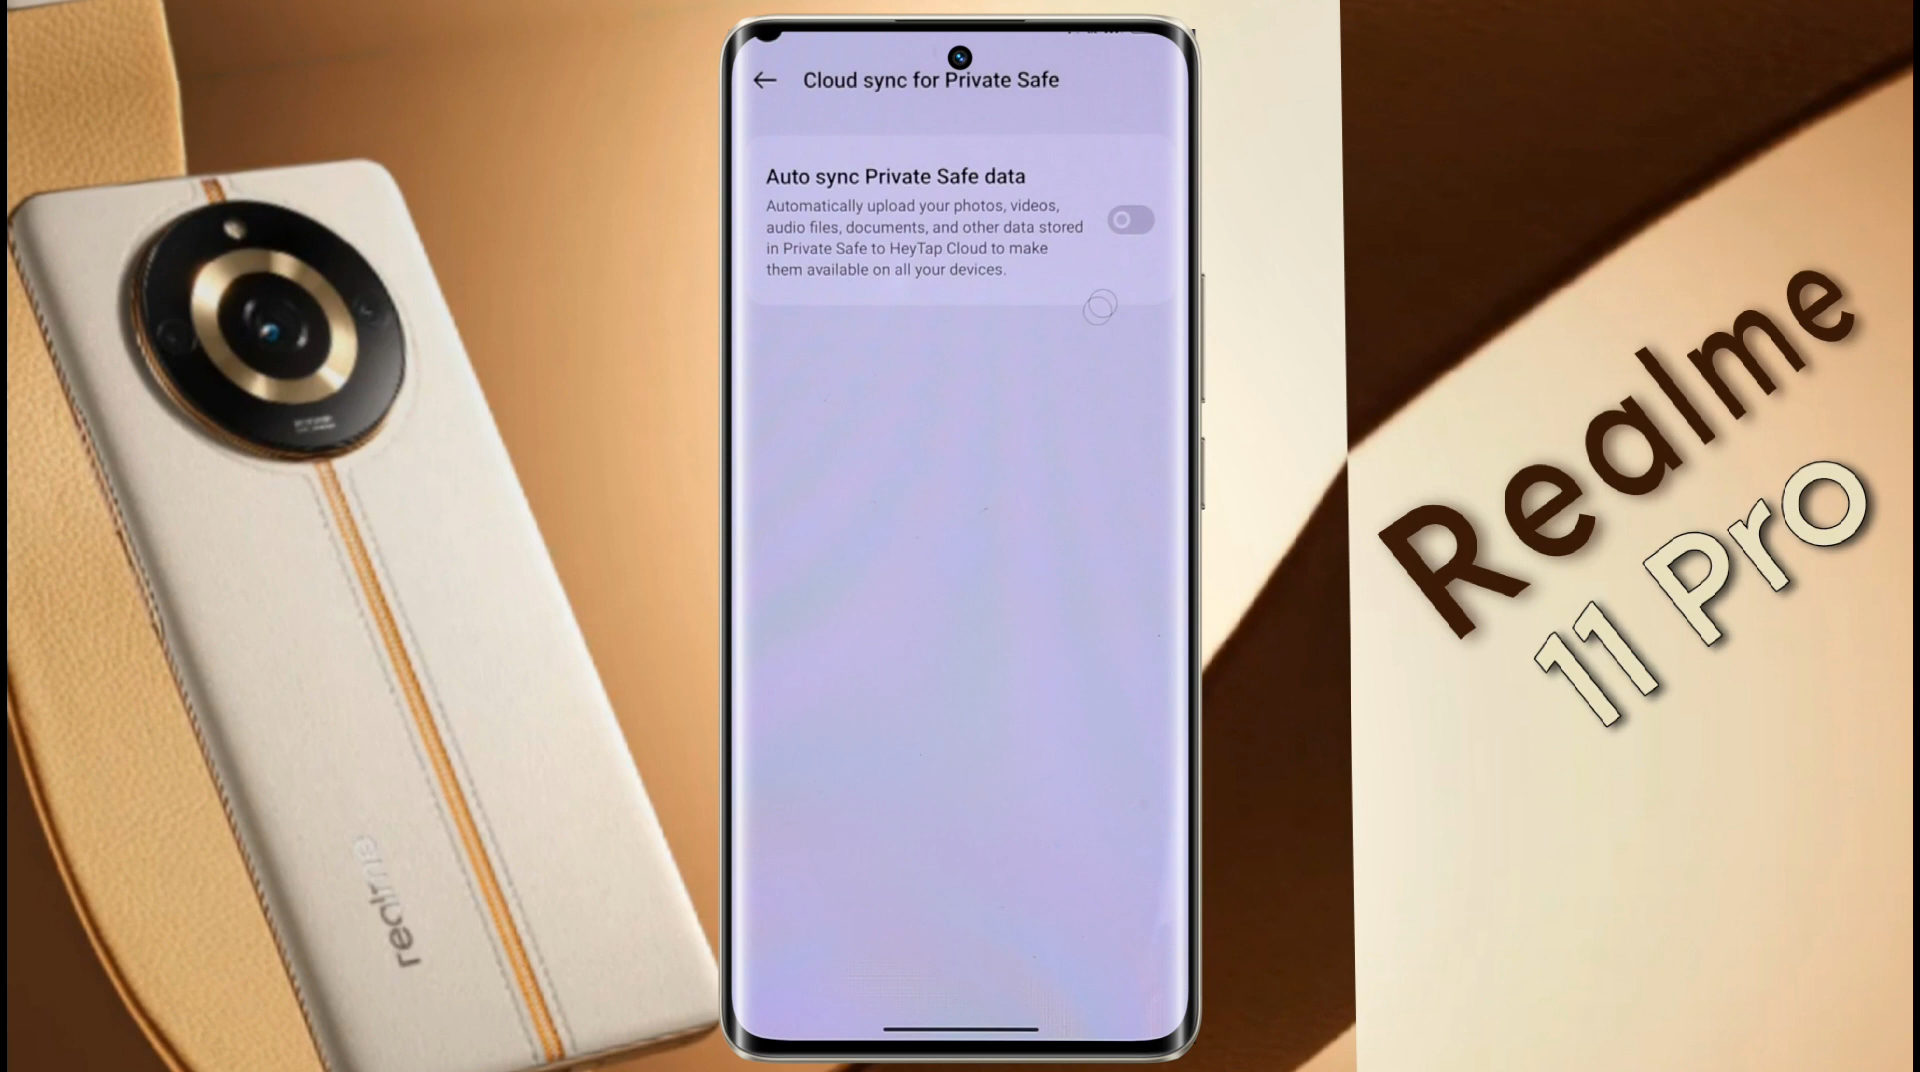 Cloud sync for Private Safe
Auto sync Private Safe data
Automatically upload your photos, videos,
audio files, documents, and other data stored
in Private Safe to HeyTap Cloud to make
them available on all your devices.
realme
Realme
11 Pro